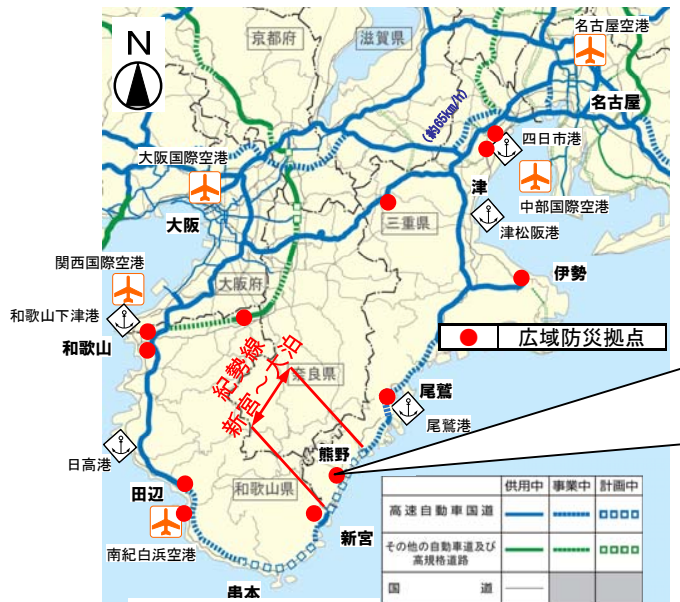 N
京都府
滋賀県
名古屋空港
名古屋
(約65km/h)
四日市港
大阪国際空港
津
中部国際空港
三重県
大阪
津松阪港
関西国際空港
大阪府
伊勢
和歌山下津港
広域防災拠点
和歌山
紀勢線
新宮～大泊
奈良県
尾鷲
尾鷲港
日高港
熊野
田辺
和歌山県
新宮
南紀白浜空港
串本
供用中 事業中 計画中
高速自動車国道
その他の自動車道及び
高規格道路
国道